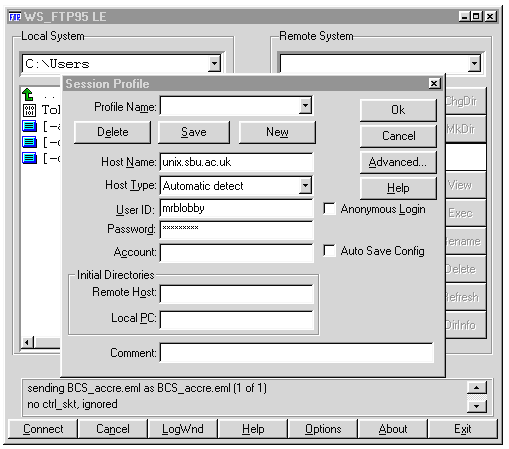 WS_FTP95 LE
Local System
Remote System
C:\Users
Session Profile
Profile Name:
Ok
ChgDir
Delete
Save
New
Cancel
MkDir
Host Name:
unix.sbu.ac.uk
Advanced...
Host Type:
Automatic detect
Help
View
User ID:
mrblobby
Anonymous Login
Exec
Password:
xxxxxxxxx
Account:
Auto Save Config
Delete
Initial Directories
Remote Host:
Local PC:
DirInfo
Comment:
sending BCS_accre.eml as BCS_accre.eml (1 of 1)
no ctrl_skt, ignored
Connect
Cancel
LogWnd
Help
Options
About
Exit